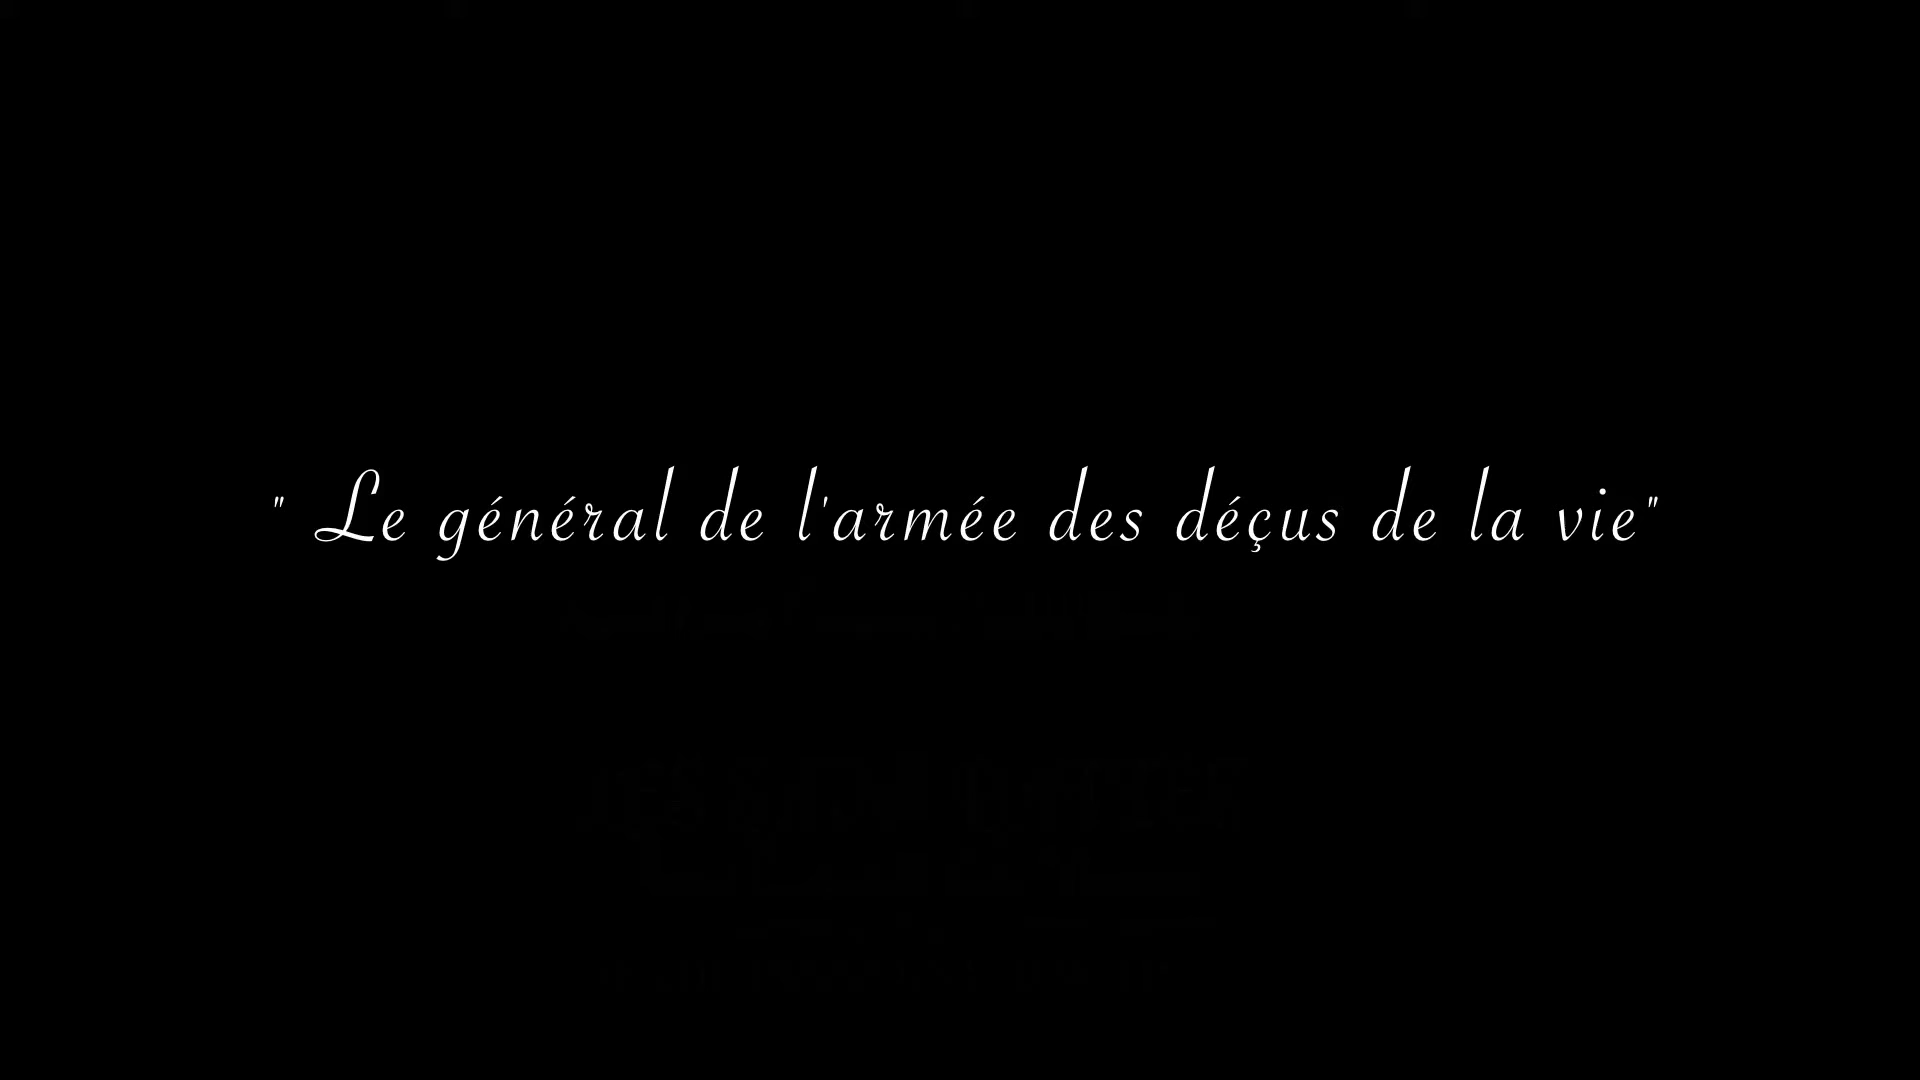 " Le général de l'armée des déçus de la vie"